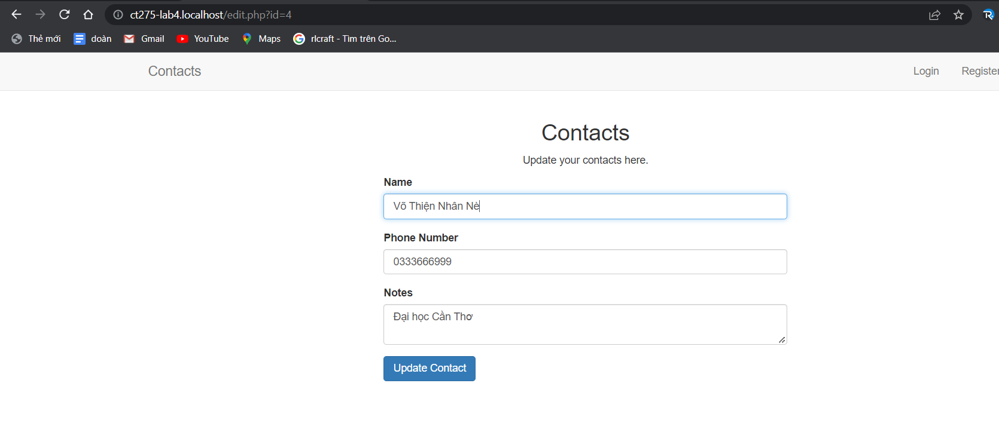 ct275-lab4.localhost/edit.php?id=4
Thẻ mới doàn Gmail YouTube Maps rlcraft - Tìm trên Go...
Contacts Login Register
Contacts
Update your contacts here.
Name
Võ Thiện Nhân Nè
Phone Number
0333666999
Notes
Đại học Cần Thơ
Update Contact